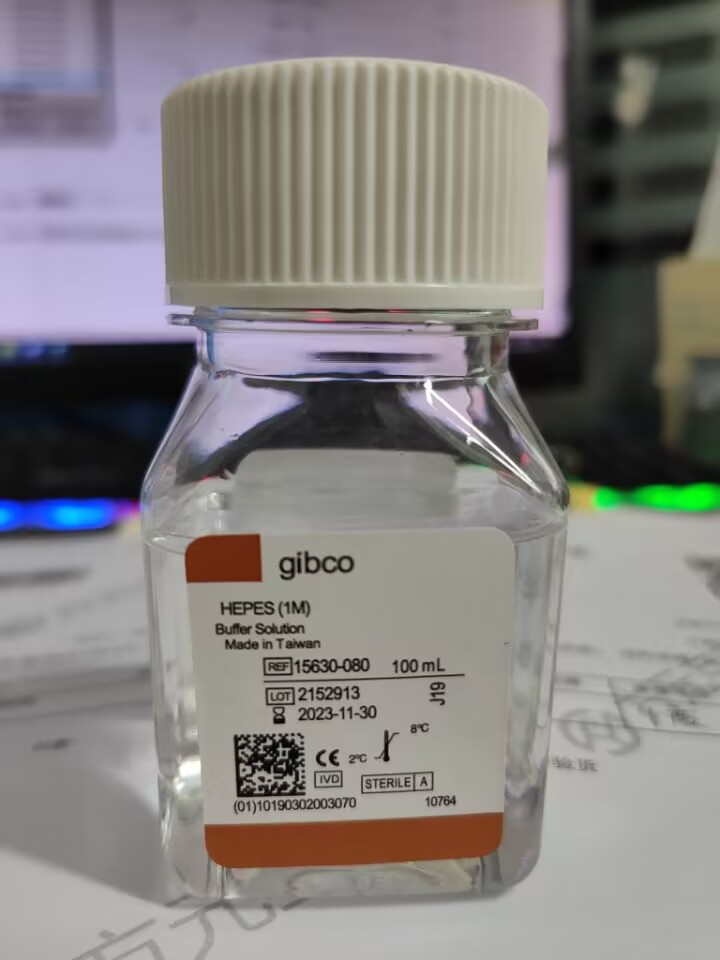 gibco
HEPES (1M)
Buffer Solution
Made in Taiwan
REF 15630-080 100 mL
LOT 2152913
J19
2023-11-30
8°C
CE 2°C
IVD
STERILE A
(01)10190302003070 10764